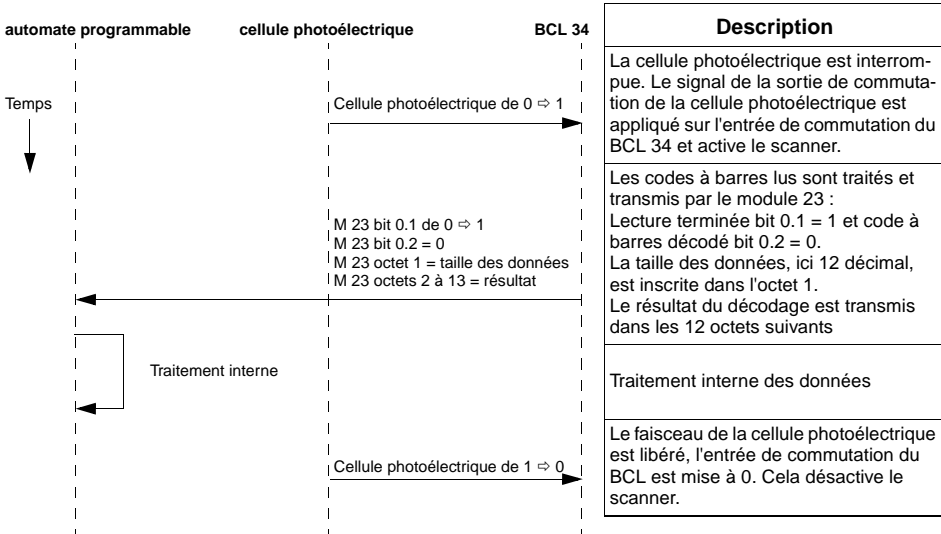 automate programmable
cellule photoélectrique
BCL 34
Temps
Cellule photoélectrique de 0 ⇨ 1
M 23 bit 0.1 de 0 ⇨ 1
M 23 bit 0.2 = 0
M 23 octet 1 = taille des données
M 23 octets 2 à 13 = résultat
Traitement interne
Cellule photoélectrique de 1 ⇨ 0
Description
La cellule photoélectrique est interrom-
pue. Le signal de la sortie de commuta-
tion de la cellule photoélectrique est
appliqué sur l'entrée de commutation du
BCL 34 et active le scanner.
Les codes à barres lus sont traités et
transmis par le module 23 :
Lecture terminée bit 0.1 = 1 et code à
barres décodé bit 0.2 = 0.
La taille des données, ici 12 décimal,
est inscrite dans l'octet 1.
Le résultat du décodage est transmis
dans les 12 octets suivants
Traitement interne des données
Le faisceau de la cellule photoélectrique
est libéré, l'entrée de commutation du
BCL est mise à 0. Cela désactive le
scanner.